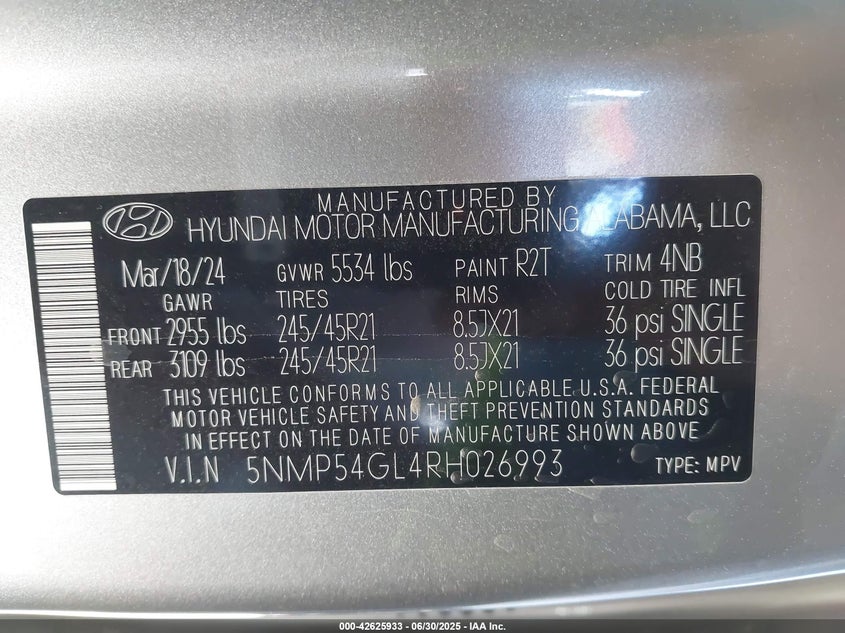 MANUFACTURED BY
HYUNDAI MOTOR MANUFACTURING ALABAMA, LLC
Mar/18/24 GVWR 5534 lbs PAINT R2T TRIM 4NB
GAWR TIRES RIMS COLD TIRE INFL
FRONT 2955 lbs 245/45R21 8.5JX21 36 psi SINGLE
REAR 3109 lbs 245/45R21 8.5JX21 36 psi SINGLE
THIS VEHICLE CONFORMS TO ALL APPLICABLE U.S.A. FEDERAL
MOTOR VEHICLE SAFETY AND THEFT PREVENTION STANDARDS
IN EFFECT ON THE DATE OF MANUFACTURE SHOWN ABOVE
V.I.N 5NMP54GL4RH026993 TYPE: MPV
000-42625933 - 06/30/2025 - IAA Inc.